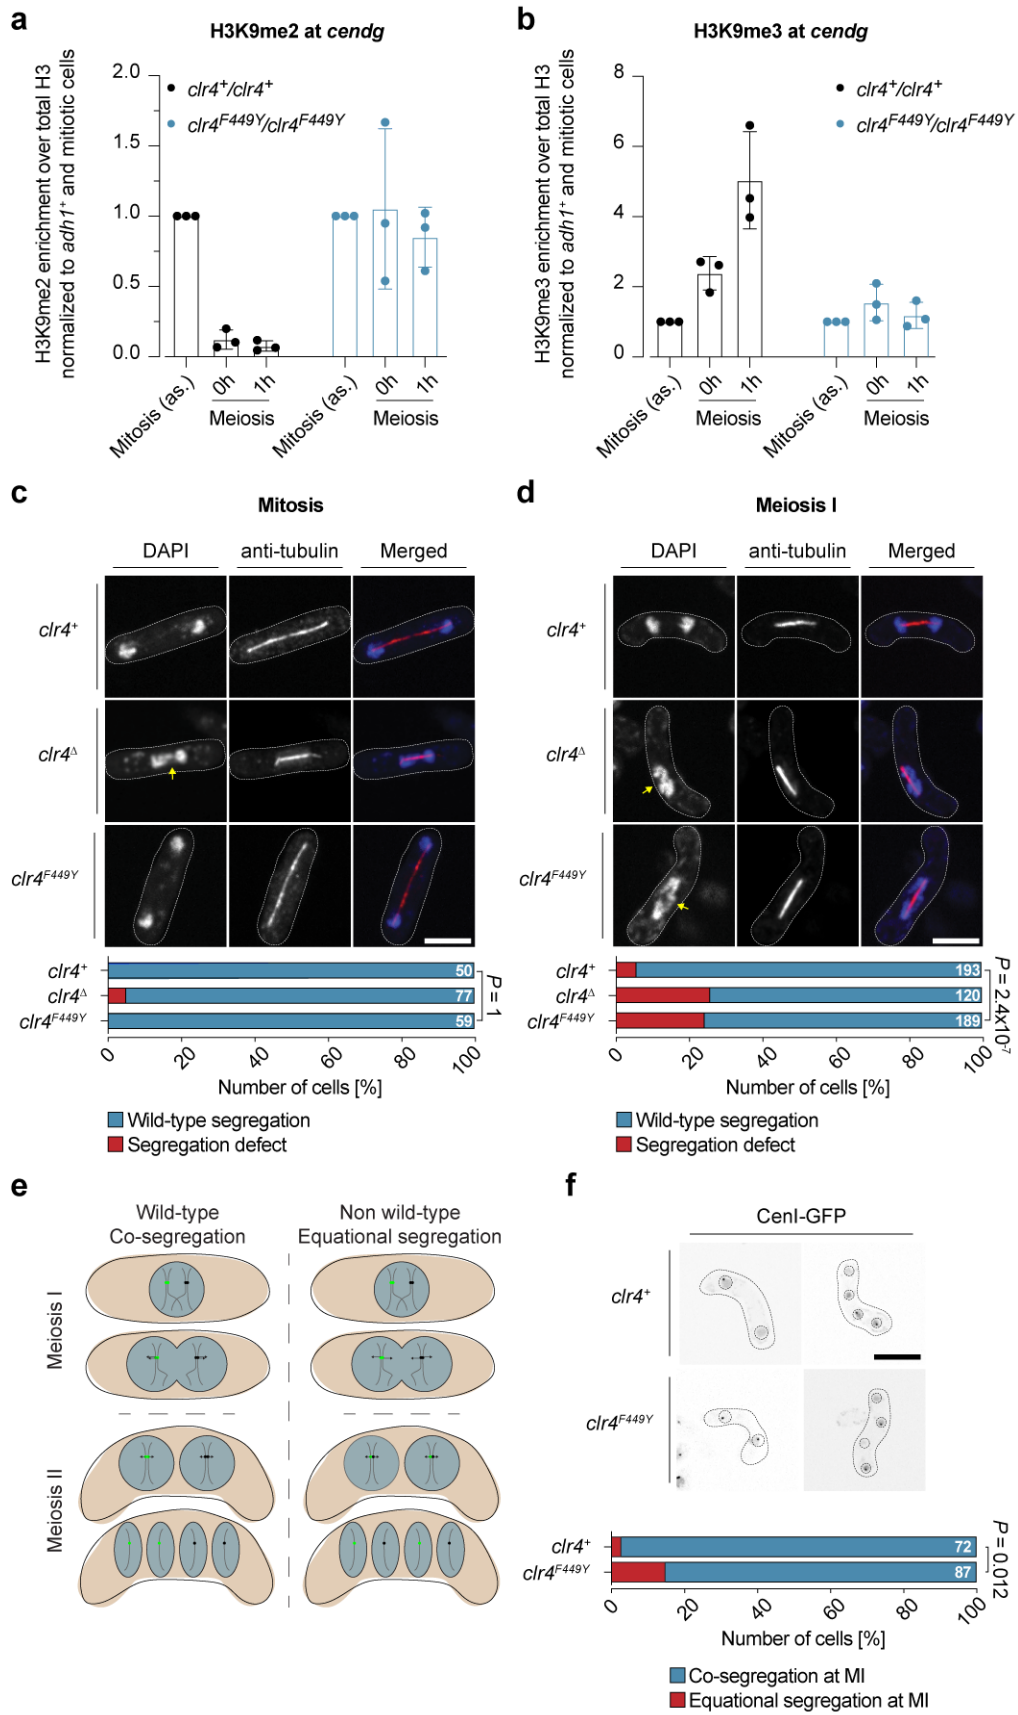 a
H3K9me2 at cendg
H3K9me2 enrichment over total H3
normalized to adh1⁺ and mitiotic cells
2.0
1.5
1.0
0.5
0.0
clr4⁺/clr4⁺
clr4F449Y/clr4F449Y
Mitosis (as.)
0h
1h
Meiosis
Mitosis (as.)
0h
1h
Meiosis
b
H3K9me3 at cendg
H3K9me3 enrichment over total H3
normalized to adh1⁺ and mitiotic cells
8
6
4
2
0
clr4⁺/clr4⁺
clr4F449Y/clr4F449Y
Mitosis (as.)
0h
1h
Meiosis
Mitosis (as.)
0h
1h
Meiosis
c
Mitosis
DAPI anti-tubulin Merged
clr4⁺
clr4Δ
clr4F449Y
clr4⁺ 50
clr4Δ 77
clr4F449Y 59
P = 1
0 20 40 60 80 100
Number of cells [%]
Wild-type segregation
Segregation defect
d
Meiosis I
DAPI anti-tubulin Merged
clr4⁺
clr4Δ
clr4F449Y
clr4⁺ 193
clr4Δ 120
clr4F449Y 189
P = 2.4x10⁻⁷
0 20 40 60 80 100
Number of cells [%]
Wild-type segregation
Segregation defect
e
Wild-type
Co-segregation
Non wild-type
Equational segregation
Meiosis I
Meiosis II
f
CenI-GFP
clr4⁺
clr4F449Y
clr4⁺ 72
clr4F449Y 87
P = 0.012
0 20 40 60 80 100
Number of cells [%]
Co-segregation at MI
Equational segregation at MI